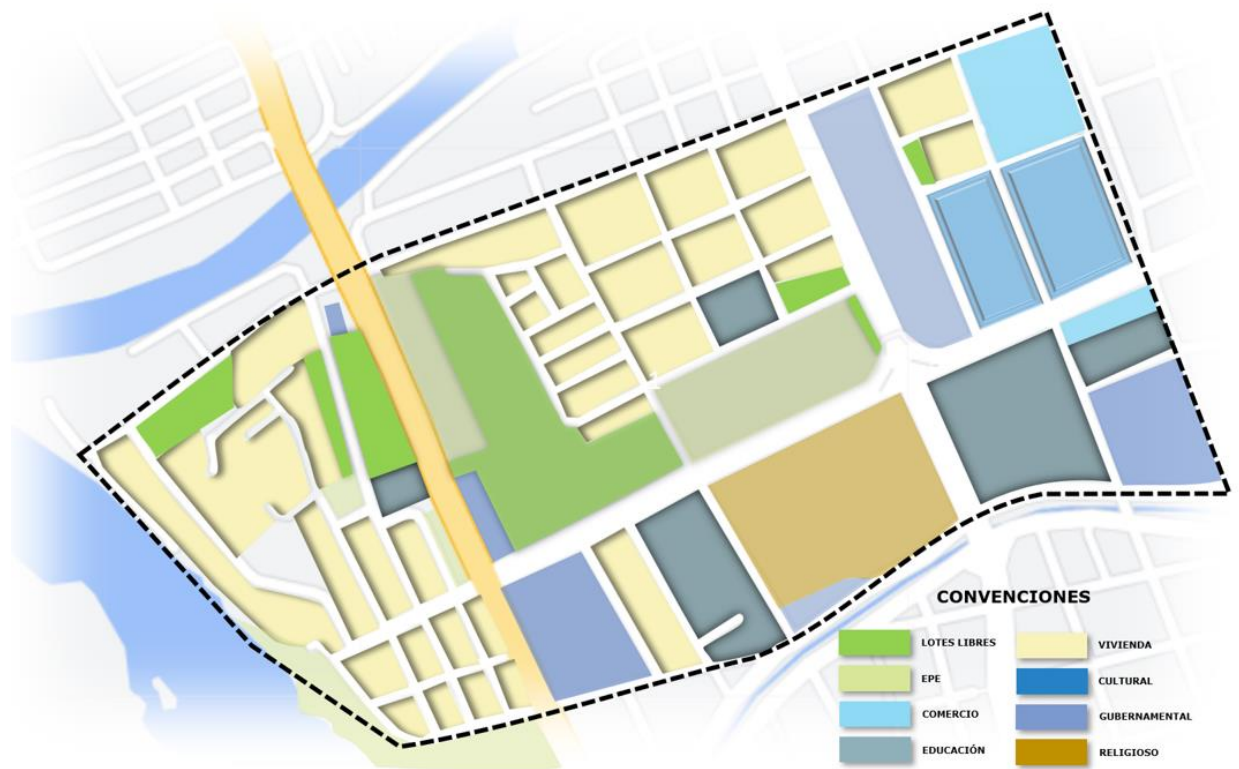 CONVENCIONES
LOTES LIBRES
VIVIENDA
EPE
CULTURAL
COMERCIO
GUBERNAMENTAL
EDUCACIÓN
RELIGIOSO